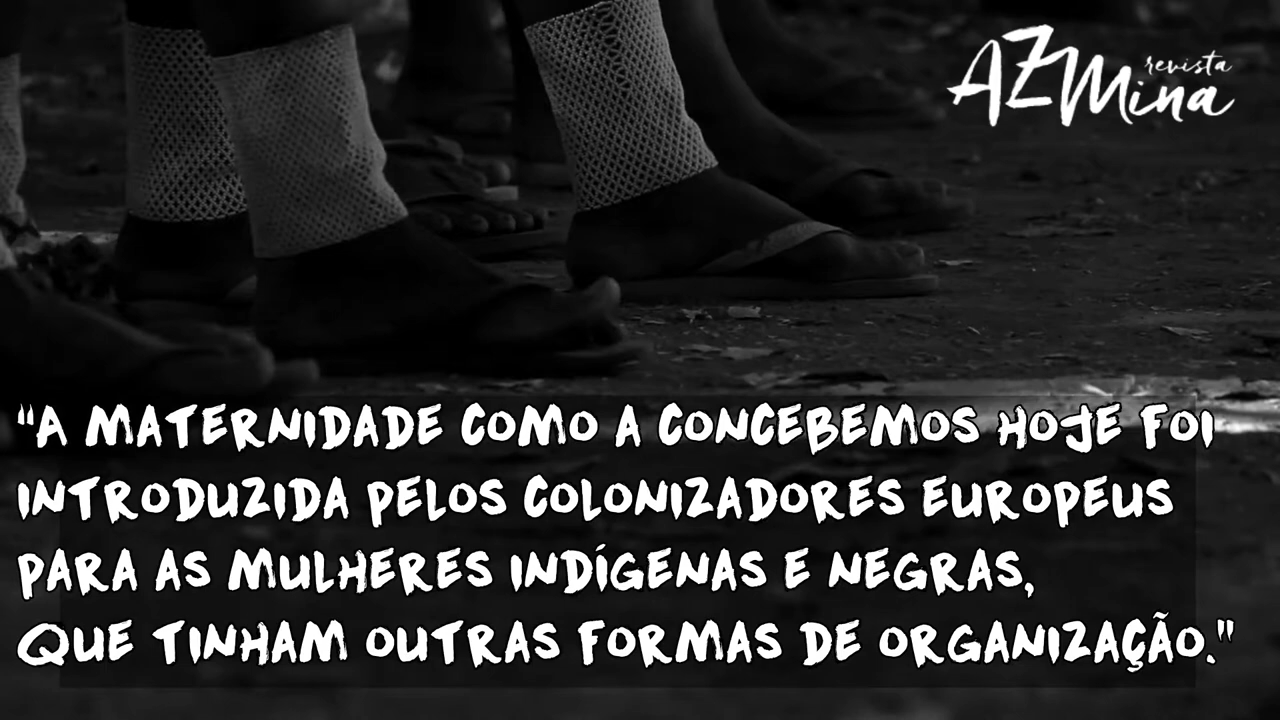 AZMina revista
"A MATERNIDADE COMO A CONCEBEMOS HOJE FOI
INTRODUZIDA PELOS COLONIZADORES EUROPEUS
PARA AS MULHERES INDÍGENAS E NEGRAS,
QUE TINHAM OUTRAS FORMAS DE ORGANIZAÇÃO."